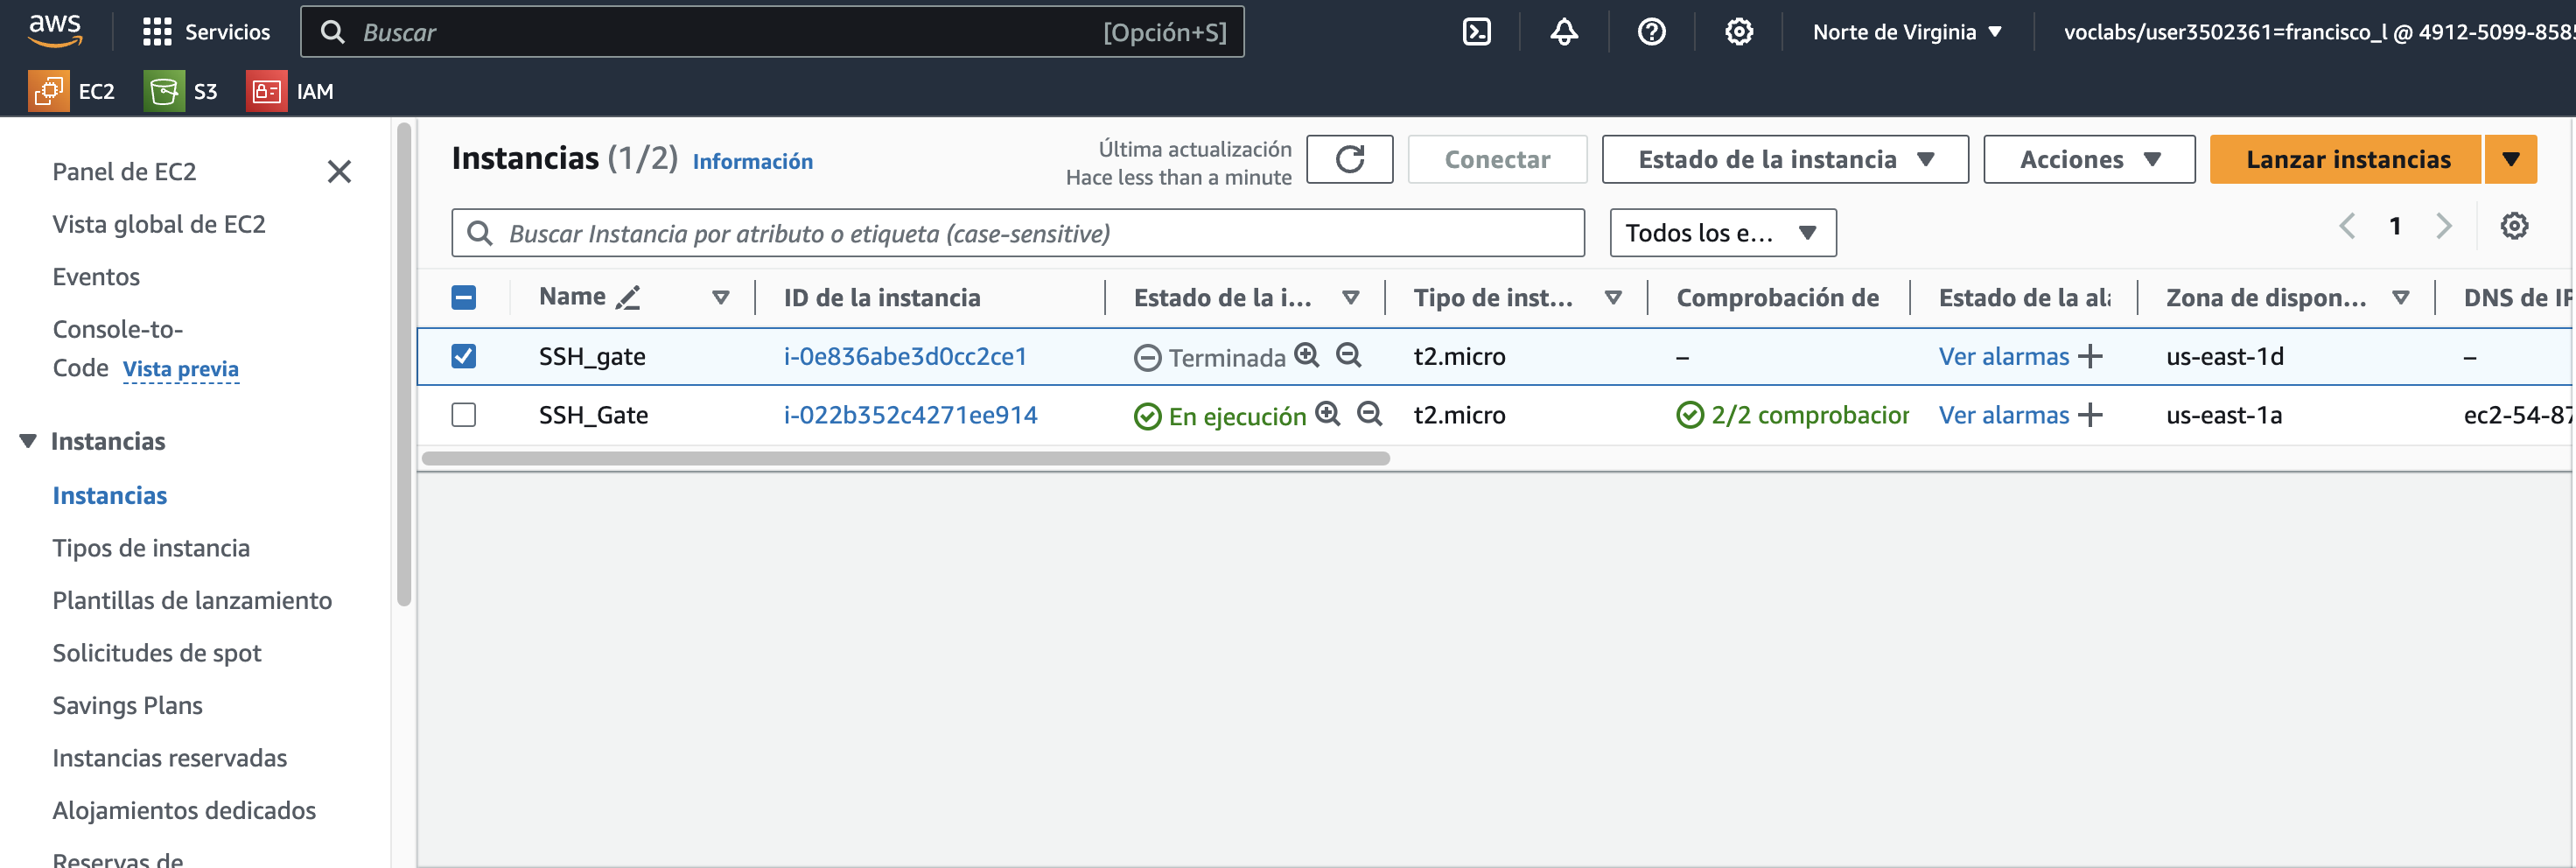 aws
Servicios
Buscar
[Opción+S]
Norte de Virginia
voclabs/user3502361=francisco_l @ 4912-5099-858
EC2
S3
IAM
Panel de EC2
Vista global de EC2
Eventos
Console-to-
Code Vista previa
Instancias
Instancias
Tipos de instancia
Plantillas de lanzamiento
Solicitudes de spot
Savings Plans
Instancias reservadas
Alojamientos dedicados
Reservas de
Instancias (1/2) Información
Última actualización
Hace less than a minute
Conectar
Estado de la instancia
Acciones
Lanzar instancias
Buscar Instancia por atributo o etiqueta (case-sensitive)
Todos los e...
1
Name ID de la instancia Estado de la i... Tipo de inst... Comprobación de Estado de la Zona de dispon... DNS de
SSH_gate i-0e836abe3d0cc2ce1 Terminada t2.micro – Ver alarmas + us-east-1d –
SSH_Gate i-022b352c4271ee914 En ejecución t2.micro 2/2 comprobacion Ver alarmas + us-east-1a ec2-54-87